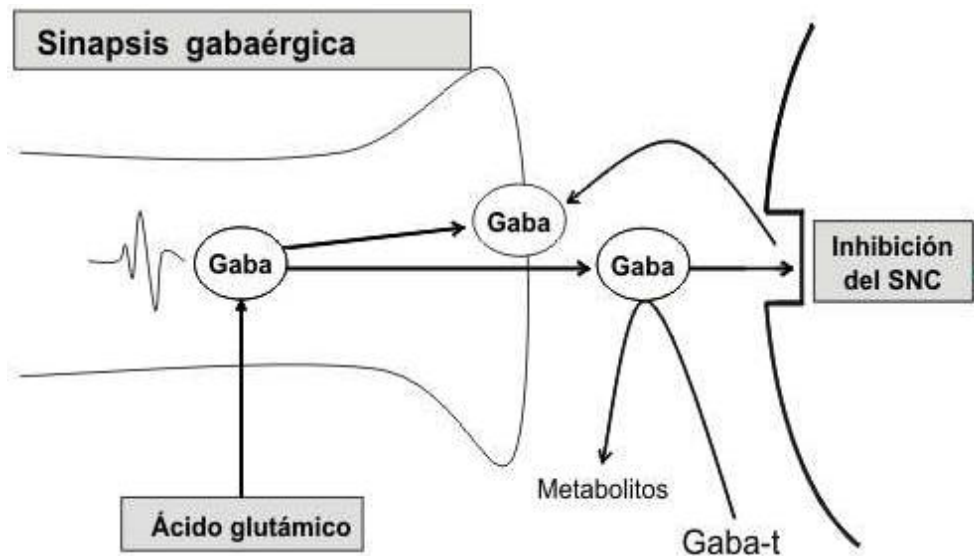 Sinapsis gabaérgica
Gaba
Gaba
Gaba
Inhibición
del SNC
Metabolitos
Ácido glutámico
Gaba-t